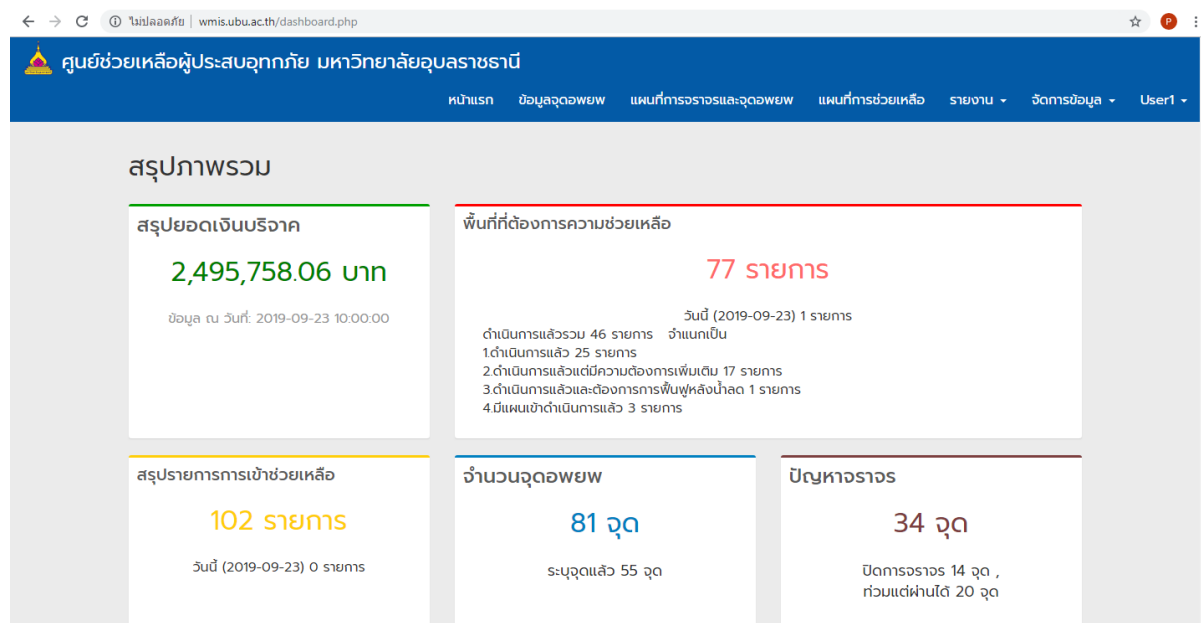 ไม่ปลอดภัย | wmis.ubu.ac.th/dashboard.php
P
ศูนย์ช่วยเหลือผู้ประสบอุทกภัย มหาวิทยาลัยอุบลราชธานี
หน้าแรก ข้อมูลจุดอพยพ แผนที่การจราจรและจุดอพยพ แผนที่การช่วยเหลือ รายงาน จัดการข้อมูล User1
สรุปภาพรวม
สรุปยอดเงินบริจาค
2,495,758.06 บาท
ข้อมูล ณ วันที่: 2019-09-23 10:00:00
พื้นที่ที่ต้องการความช่วยเหลือ
77 รายการ
วันนี้ (2019-09-23) 1 รายการ
ดำเนินการแล้วรวม 46 รายการ จำแนกเป็น
1.ดำเนินการแล้ว 25 รายการ
2.ดำเนินการแล้วแต่มีความต้องการเพิ่มเติม 17 รายการ
3.ดำเนินการแล้วและต้องการการฟื้นฟูหลังน้ำลด 1 รายการ
4.มีแผนเข้าดำเนินการแล้ว 3 รายการ
สรุปรายการการเข้าช่วยเหลือ
102 รายการ
วันนี้ (2019-09-23) 0 รายการ
จำนวนจุดอพยพ
81 จุด
ระบุจุดแล้ว 55 จุด
ปัญหาจราจร
34 จุด
ปิดการจราจร 14 จุด ,
ท่วมแต่ผ่านได้ 20 จุด